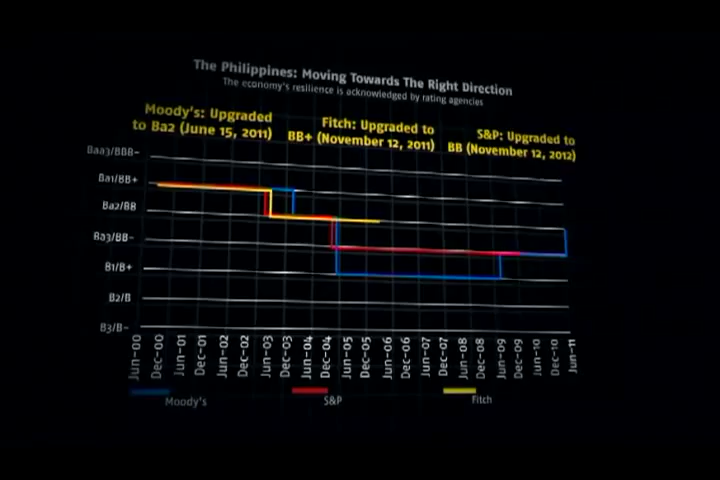 The Philippines: Moving Towards The Right Direction
The economy's resilience is acknowledged by rating agencies
Moody's: Upgraded
to Ba2 (June 15, 2011)
Fitch: Upgraded to
BB+ (November 12, 2011)
S&P: Upgraded to
BB (November 12, 2012)
Baa3/BBB-
Ba1/BB+
Ba2/BB
Ba3/BB-
B1/B+
B2/B
B3/B-
Jun-00
Dec-00
Jun-01
Dec-01
Jun-02
Dec-02
Jun-03
Dec-03
Jun-04
Dec-04
Jun-05
Dec-05
Jun-06
Dec-06
Jun-07
Dec-07
Jun-08
Dec-08
Jun-09
Dec-09
Jun-10
Dec-10
Jun-11
Moody's
S&P
Fitch